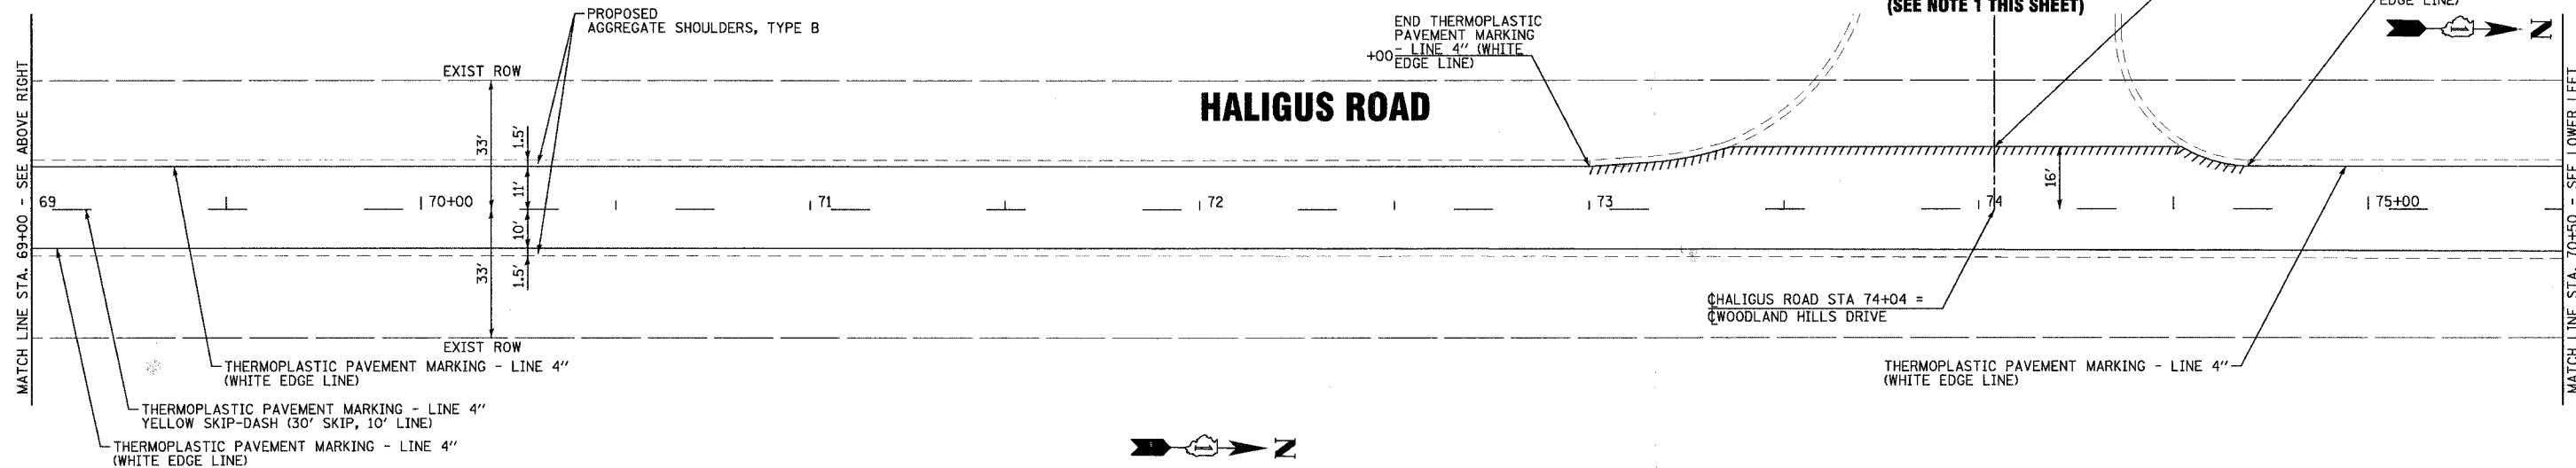 PROPOSED
AGGREGATE SHOULDERS, TYPE B
END THERMOPLASTIC
PAVEMENT MARKING
- LINE 4" (WHITE
+00 EDGE LINE)
(SEE NOTE 1 THIS SHEET)
EDGE LINE)
N
MATCH LINE STA. 69+00 - SEE ABOVE RIGHT
EXIST ROW
HALIGUS ROAD
33'
1.5'
11'
16'
69
70+00
71
72
73
74
75+00
10'
33'
1.5'
₵HALIGUS ROAD STA 74+04 =
₵WOODLAND HILLS DRIVE
EXIST ROW
THERMOPLASTIC PAVEMENT MARKING - LINE 4"
(WHITE EDGE LINE)
THERMOPLASTIC PAVEMENT MARKING - LINE 4"
(WHITE EDGE LINE)
THERMOPLASTIC PAVEMENT MARKING - LINE 4"
YELLOW SKIP-DASH (30' SKIP, 10' LINE)
THERMOPLASTIC PAVEMENT MARKING - LINE 4"
(WHITE EDGE LINE)
N
MATCH LINE STA. 70+50 - SEE LOWER LEFT